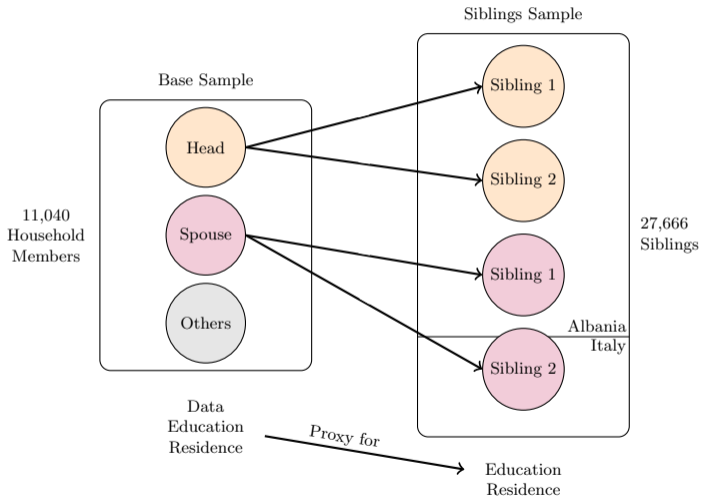 Siblings Sample
Base Sample
Sibling 1
Head
Sibling 2
11,040
Household
Members
Spouse
27,666
Siblings
Sibling 1
Others
Albania
Italy
Sibling 2
Data
Education
Residence
Proxy for
Education
Residence